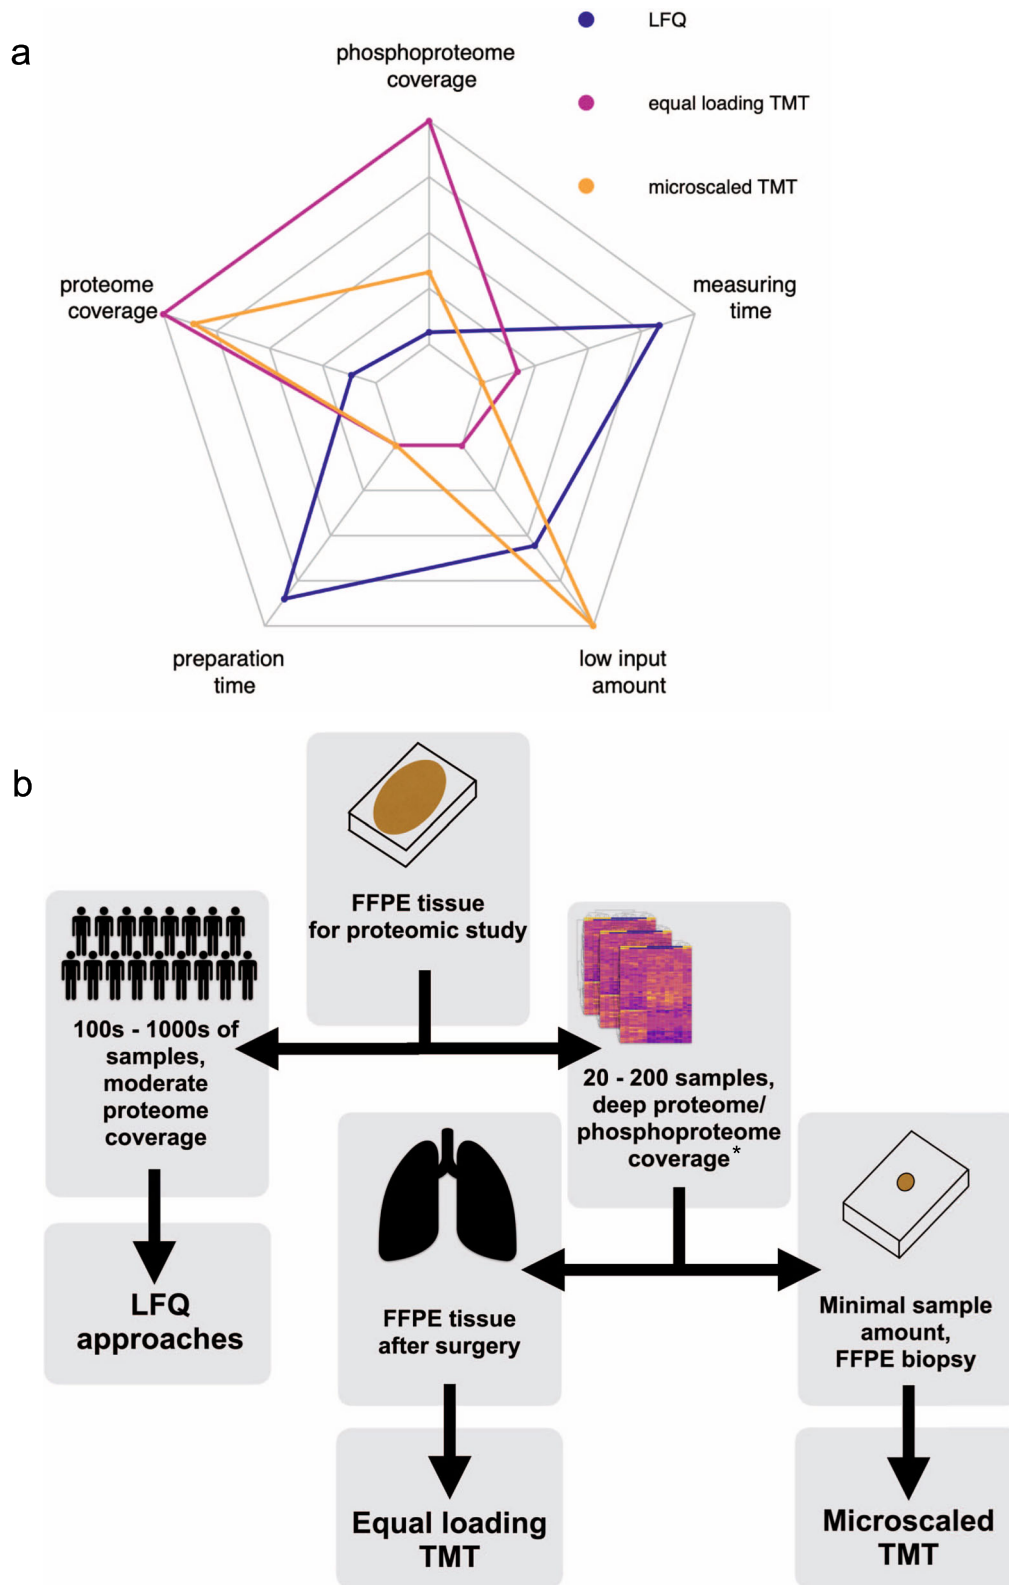 a
LFQ
equal loading TMT
microscaled TMT
phosphoproteome
coverage
proteome
coverage
measuring
time
preparation
time
low input
amount
b
FFPE tissue
for proteomic study
100s - 1000s of
samples,
moderate
proteome
coverage
20 - 200 samples,
deep proteome/
phosphoproteome
coverage*
LFQ
approaches
FFPE tissue
after surgery
Minimal sample
amount,
FFPE biopsy
Equal loading
TMT
Microscaled
TMT